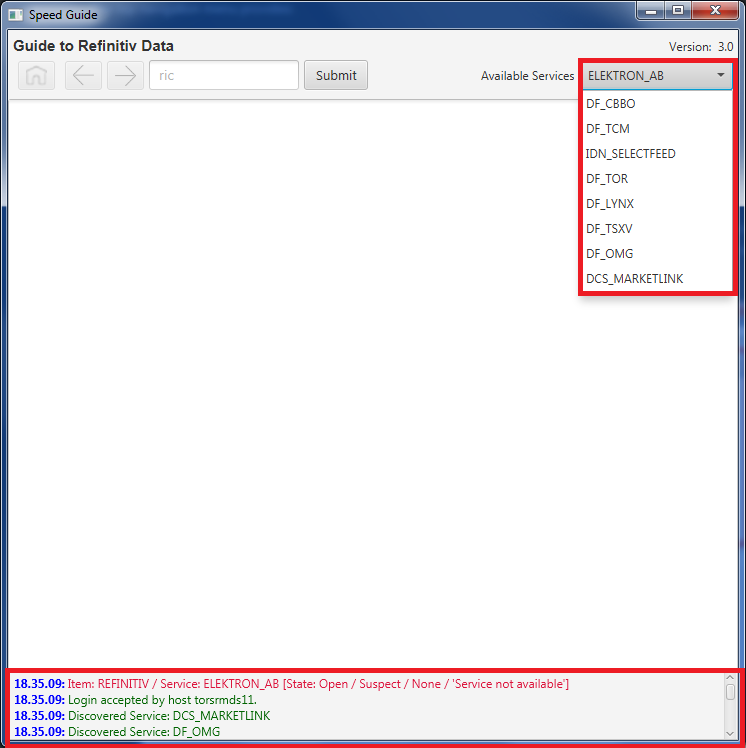 Speed Guide
Guide to Refinitiv Data
Version: 3.0
ric
Submit
Available Services
ELEKTRON_AB
DF_CBBO
DF_TCM
IDN_SELECTFEED
DF_TOR
DF_LYNX
DF_TSXV
DF_OMG
DCS_MARKETLINK
18.35.09: Item: REFINITIV / Service: ELEKTRON_AB [State: Open / Suspect / None / 'Service not available']
18.35.09: Login accepted by host torsrmds11.
18.35.09: Discovered Service: DCS_MARKETLINK
18.35.09: Discovered Service: DF_OMG